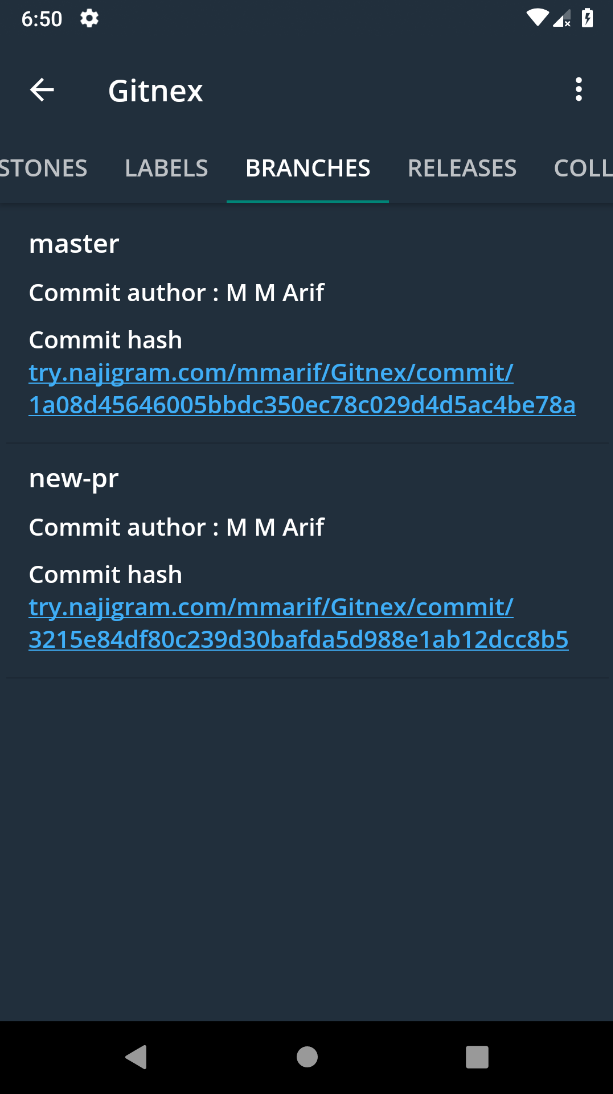 6:50
Gitnex
STONES LABELS BRANCHES RELEASES COLL
master
Commit author : M M Arif
Commit hash
try.najigram.com/mmarif/Gitnex/commit/
1a08d45646005bbdc350ec78c029d4d5ac4be78a
new-pr
Commit author : M M Arif
Commit hash
try.najigram.com/mmarif/Gitnex/commit/
3215e84df80c239d30bafda5d988e1ab12dcc8b5